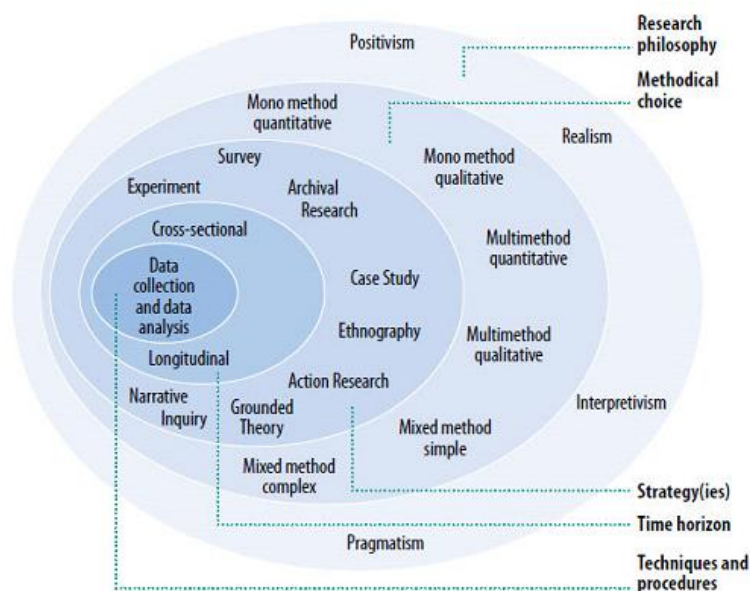 Positivism
Research
philosophy
Methodical
choice
Mono method
quantitative
Realism
Mono method
qualitative
Survey
Experiment
Archival
Research
Cross-sectional
Multimethod
quantitative
Data
collection
and data
analysis
Case Study
Ethnography
Multimethod
qualitative
Longitudinal
Action Research
Narrative
Inquiry
Grounded
Theory
Interpretivism
Mixed method
simple
Mixed method
complex
Strategy(ies)
Time horizon
Pragmatism
Techniques and
procedures